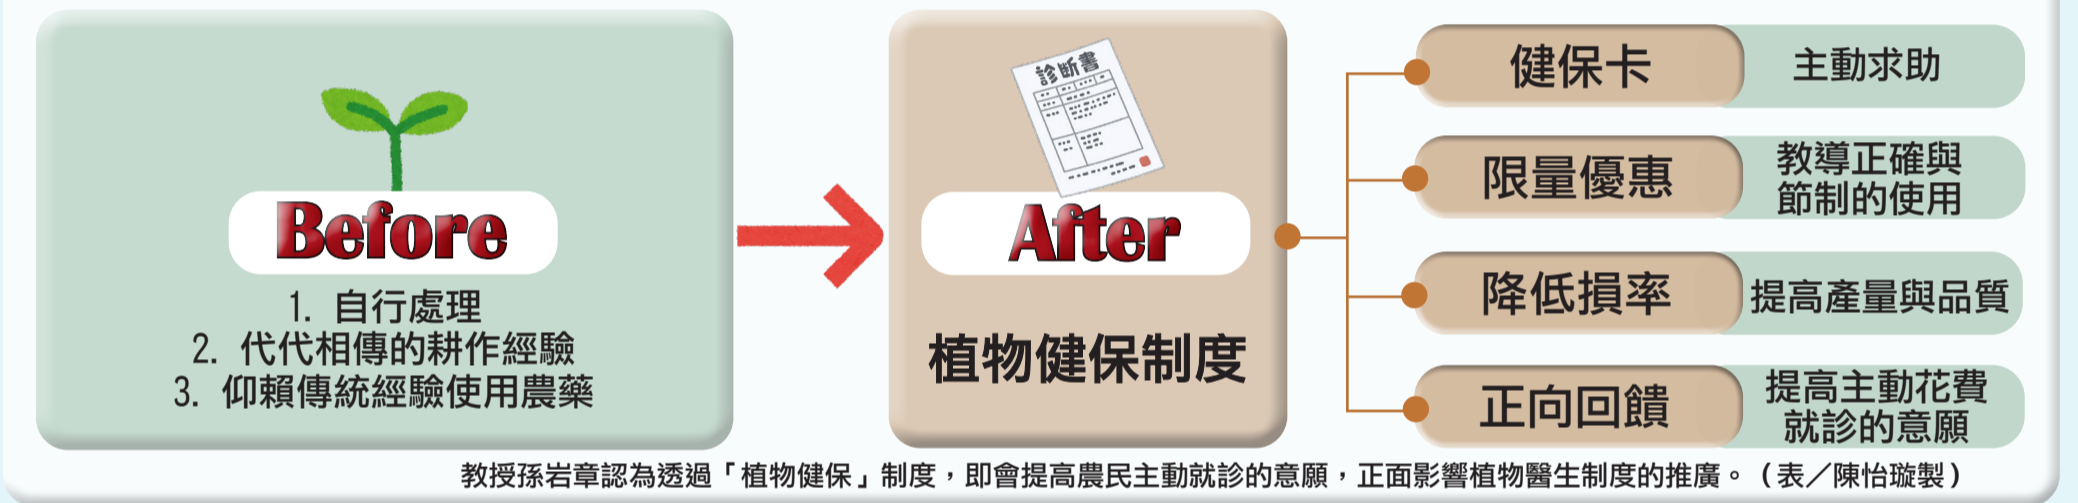 Before
1. 自行處理
2. 代代相傳的耕作經驗
3. 仰賴傳統經驗使用農藥
診断書
After
植物健保制度
健保卡
主動求助
限量優惠
教導正確與
節制的使用
降低損率
提高產量與品質
正向回饋
提高主動花費
就診的意願
教授孫岩章認為透過「植物健保」制度，即會提高農民主動就診的意願，正面影響植物醫生制度的推廣。（表／陳怡璇製）